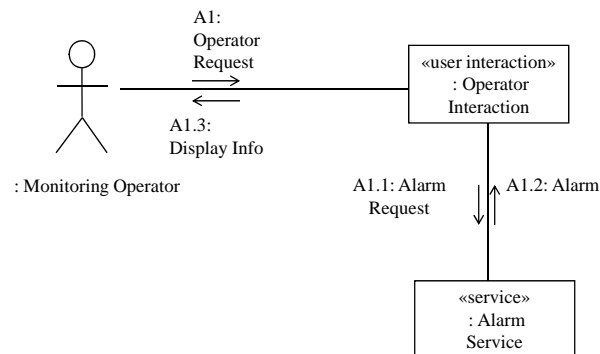 A1:
Operator
Request
«user interaction»
: Operator
Interaction
A1.3:
Display Info
: Monitoring Operator
A1.1: Alarm
Request
A1.2: Alarm
«service»
: Alarm
Service